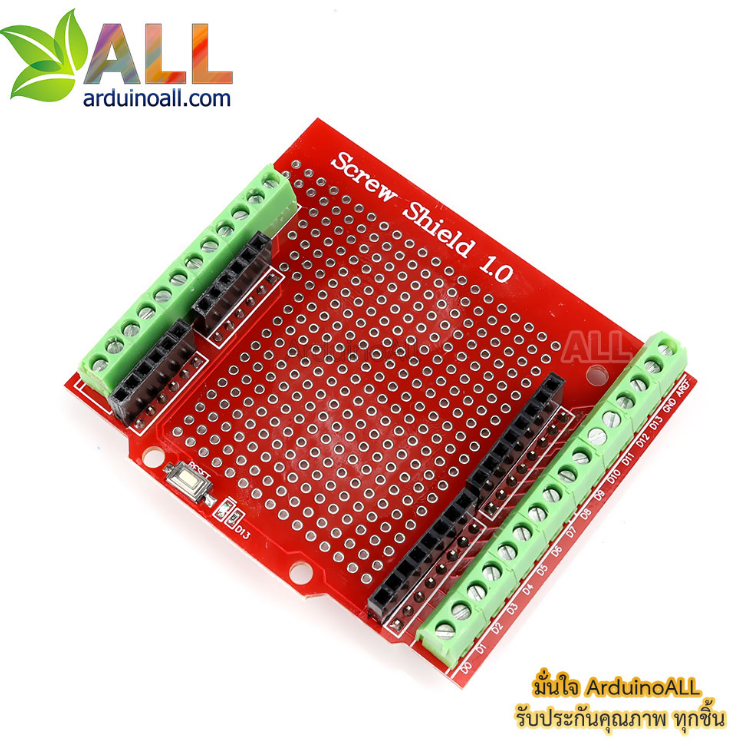 ALL
arduinoall.com
Screw Shield 1.0
ALL
RESET
D13
AREF
GND
D13
D12
D11
D10
D9
D8
D7
D6
D5
D4
D3
D2
D1
D0
มั่นใจ ArduinoALL
รับประกันคุณภาพ ทุกชิ้น